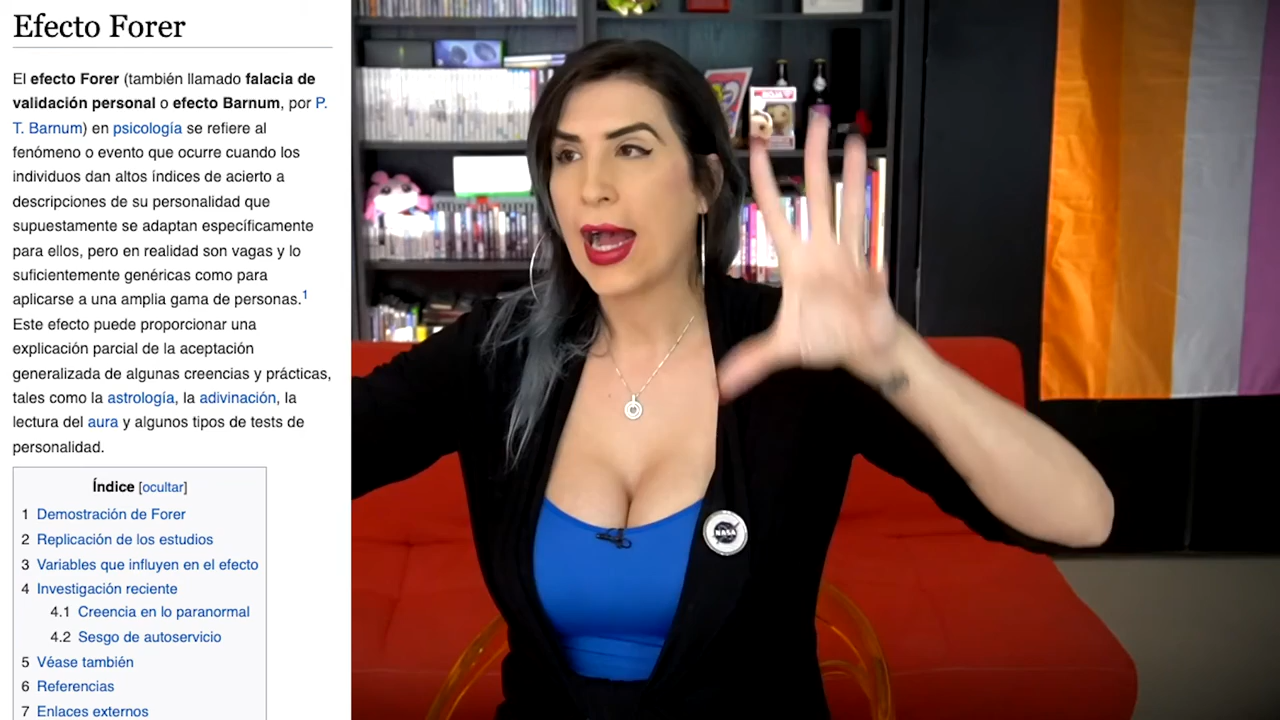 Efecto Forer
El efecto Forer (también llamado falacia de
validación personal o efecto Barnum, por P.
T. Barnum) en psicología se refiere al
fenómeno o evento que ocurre cuando los
individuos dan altos índices de acierto a
descripciones de su personalidad que
supuestamente se adaptan específicamente
para ellos, pero en realidad son vagas y lo
suficientemente genéricas como para
aplicarse a una amplia gama de personas.1
Este efecto puede proporcionar una
explicación parcial de la aceptación
generalizada de algunas creencias y prácticas,
tales como la astrología, la adivinación, la
lectura del aura y algunos tipos de tests de
personalidad.
Índice [ocultar]
1 Demostración de Forer
2 Replicación de los estudios
3 Variables que influyen en el efecto
4 Investigación reciente
4.1 Creencia en lo paranormal
4.2 Sesgo de autoservicio
5 Véase también
6 Referencias
7 Enlaces externos
NASA